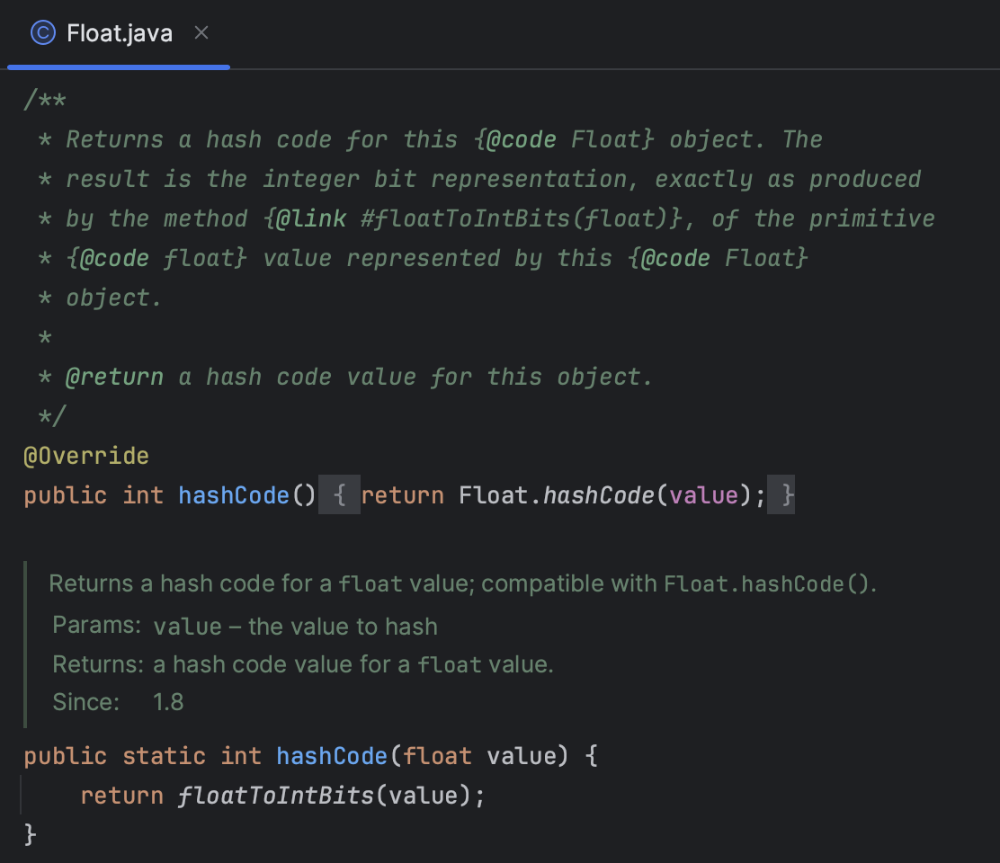 Float.java
/**
 * Returns a hash code for this {@code Float} object. The
 * result is the integer bit representation, exactly as produced
 * by the method {@link #floatToIntBits(float)}, of the primitive
 * {@code float} value represented by this {@code Float}
 * object.
 *
 * @return a hash code value for this object.
 */
@Override
public int hashCode() { return Float.hashCode(value); }
Returns a hash code for a float value; compatible with Float.hashCode().
Params: value – the value to hash
Returns: a hash code value for a float value.
Since: 1.8
public static int hashCode(float value) {
    return floatToIntBits(value);
}